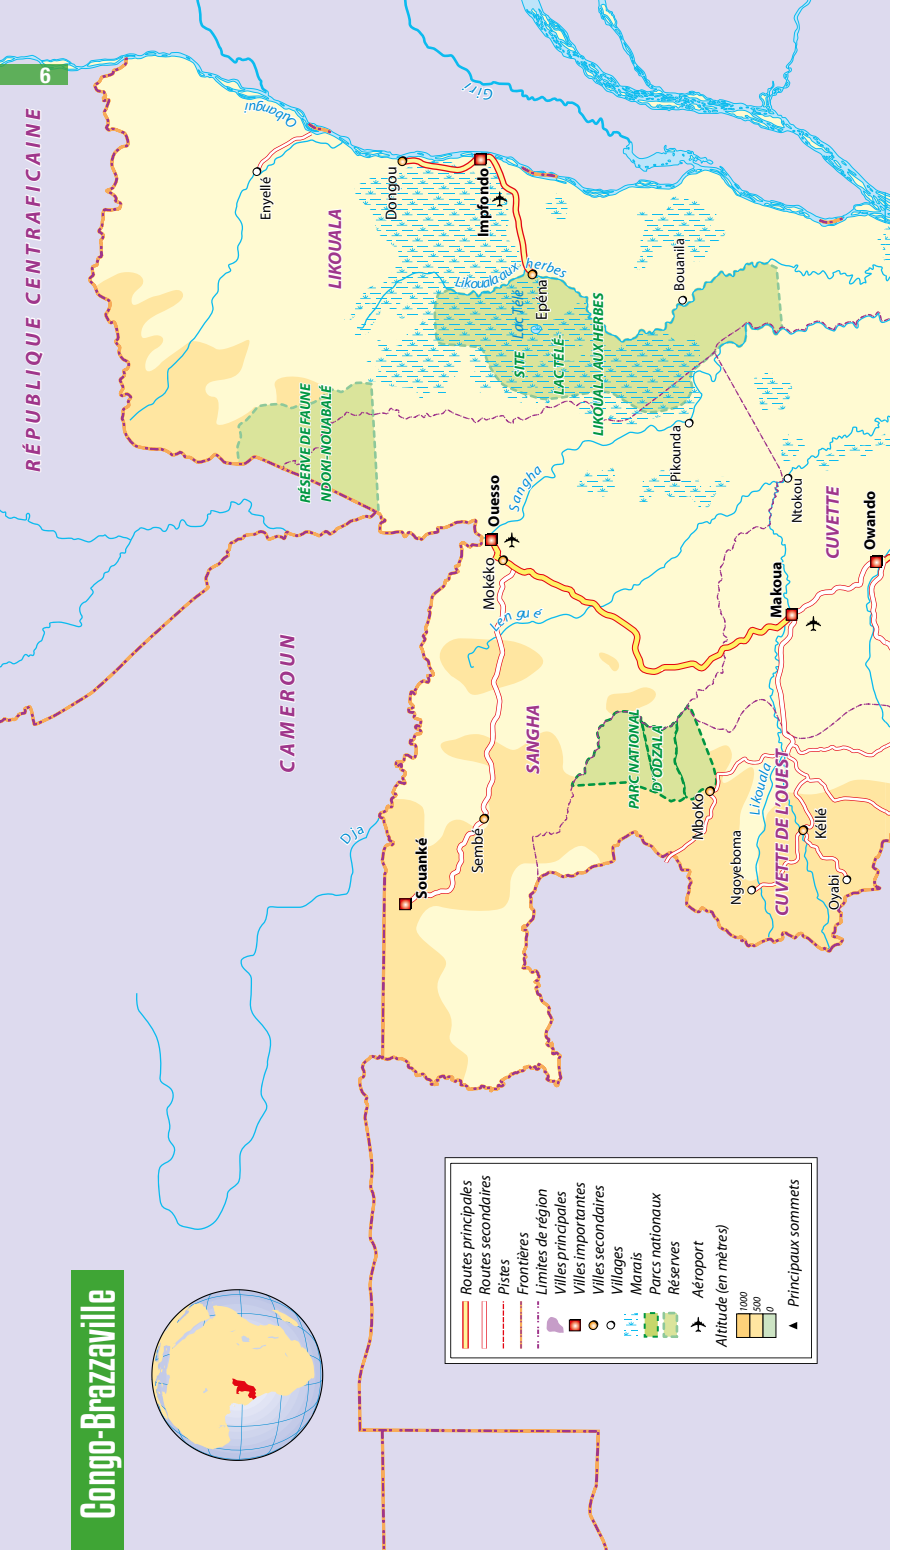 6
Congo-Brazzaville
RÉPUBLIQUE CENTRAFICAINE
CAMEROUN
Oubangui
Giri
Enyellé
LIKOUALA
Dongou
Impfondo
Likouala aux herbes
Epéna
Lac Télé
SITE
LAC TÉLÉ-
LIKOUALA AUX HERBES
Bouanila
RÉSERVE DE FAUNE
NDOKI-NOUABALÉ
Pikounda
Sangha
Ouesso
Mokéko
Lengué
Ntokou
CUVETTE
Owando
Makoua
SANGHA
PARC NATIONAL
D'ODZALA
MboKo
Likouala
CUVETTE DE L'OUEST
Kéllé
Ngoyeboma
Oyabi
Dja
Souanké
Sembé
Routes principales
Routes secondaires
Pistes
Frontières
Limites de région
Villes principales
Villes importantes
Villes secondaires
Villages
Marais
Parcs nationaux
Réserves
Aéroport
Altitude (en mètres)
1000
500
0
Principaux sommets